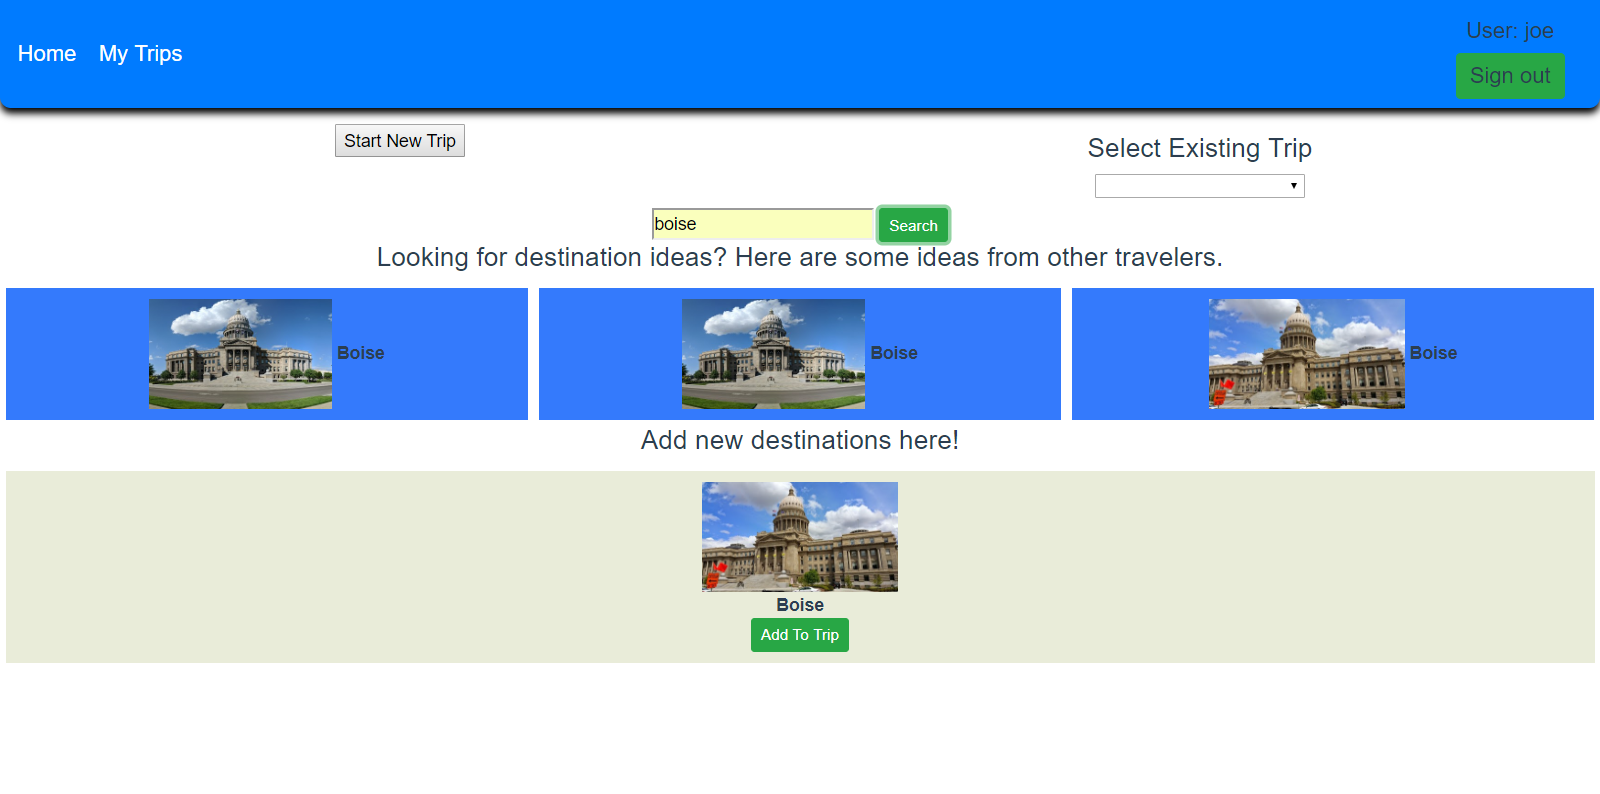 Home My Trips
User: joe
Sign out
Start New Trip
Select Existing Trip
boise Search
Looking for destination ideas? Here are some ideas from other travelers.
Boise
Boise
Boise
Add new destinations here!
Boise
Add To Trip